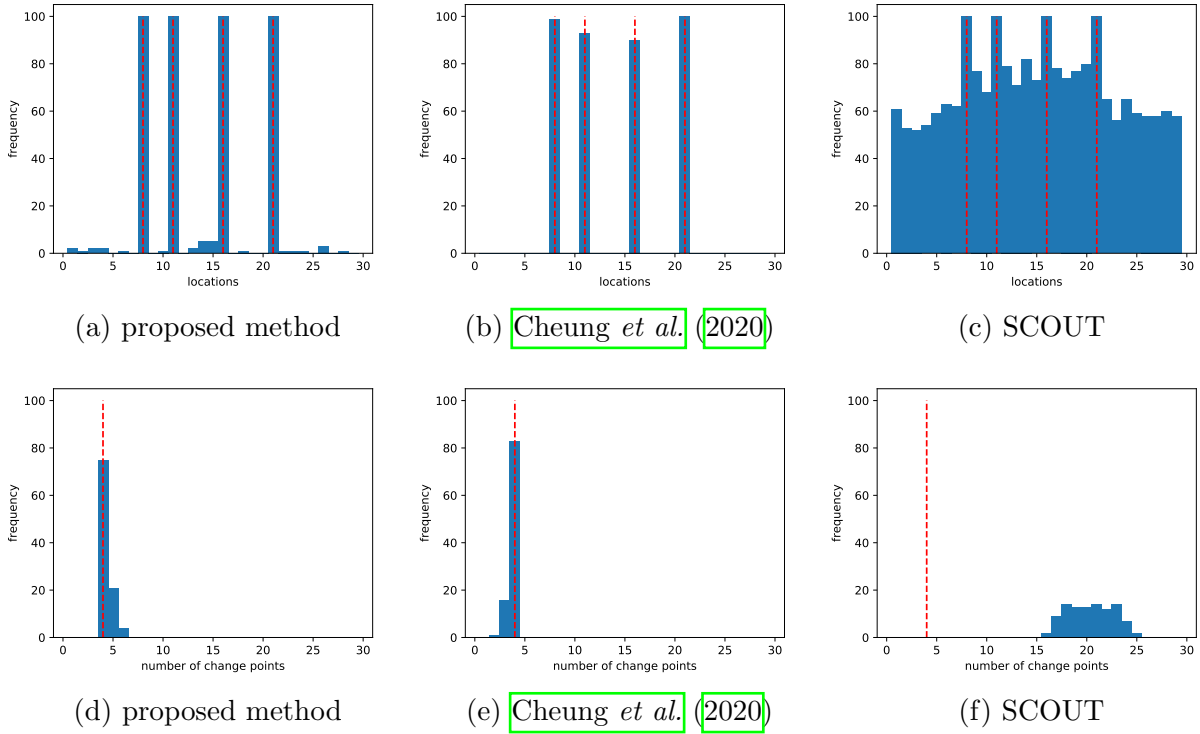 100
80
60
40
20
0
frequency
0 5 10 15 20 25 30
locations
100
80
60
40
20
0
frequency
0 5 10 15 20 25 30
locations
100
80
60
40
20
0
frequency
0 5 10 15 20 25 30
locations
(a) proposed method
(b) Cheung et al. (2020)
(c) SCOUT
100
80
60
40
20
0
frequency
0 5 10 15 20 25 30
number of change points
100
80
60
40
20
0
frequency
0 5 10 15 20 25 30
number of change points
100
80
60
40
20
0
frequency
0 5 10 15 20 25 30
number of change points
(d) proposed method
(e) Cheung et al. (2020)
(f) SCOUT